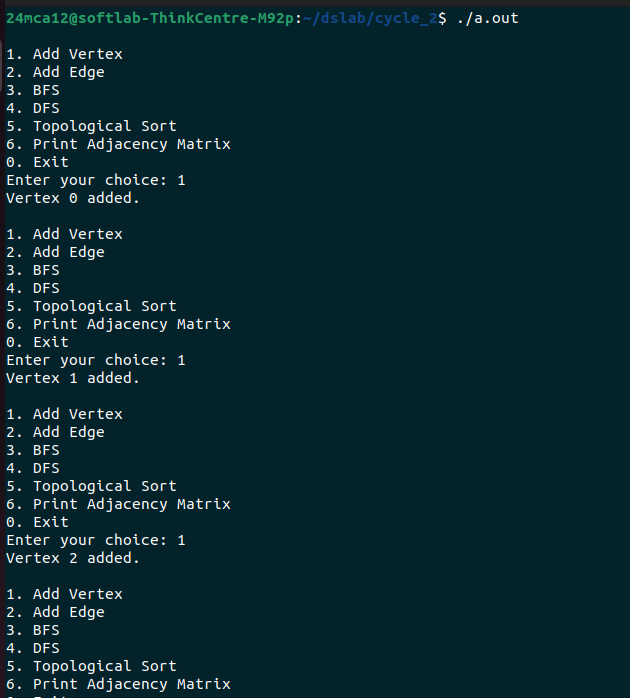 24mca12@softlab-ThinkCentre-M92p:~/dslab/cycle_2$ ./a.out
1. Add Vertex
2. Add Edge
3. BFS
4. DFS
5. Topological Sort
6. Print Adjacency Matrix
0. Exit
Enter your choice: 1
Vertex 0 added.
1. Add Vertex
2. Add Edge
3. BFS
4. DFS
5. Topological Sort
6. Print Adjacency Matrix
0. Exit
Enter your choice: 1
Vertex 1 added.
1. Add Vertex
2. Add Edge
3. BFS
4. DFS
5. Topological Sort
6. Print Adjacency Matrix
0. Exit
Enter your choice: 1
Vertex 2 added.
1. Add Vertex
2. Add Edge
3. BFS
4. DFS
5. Topological Sort
6. Print Adjacency Matrix